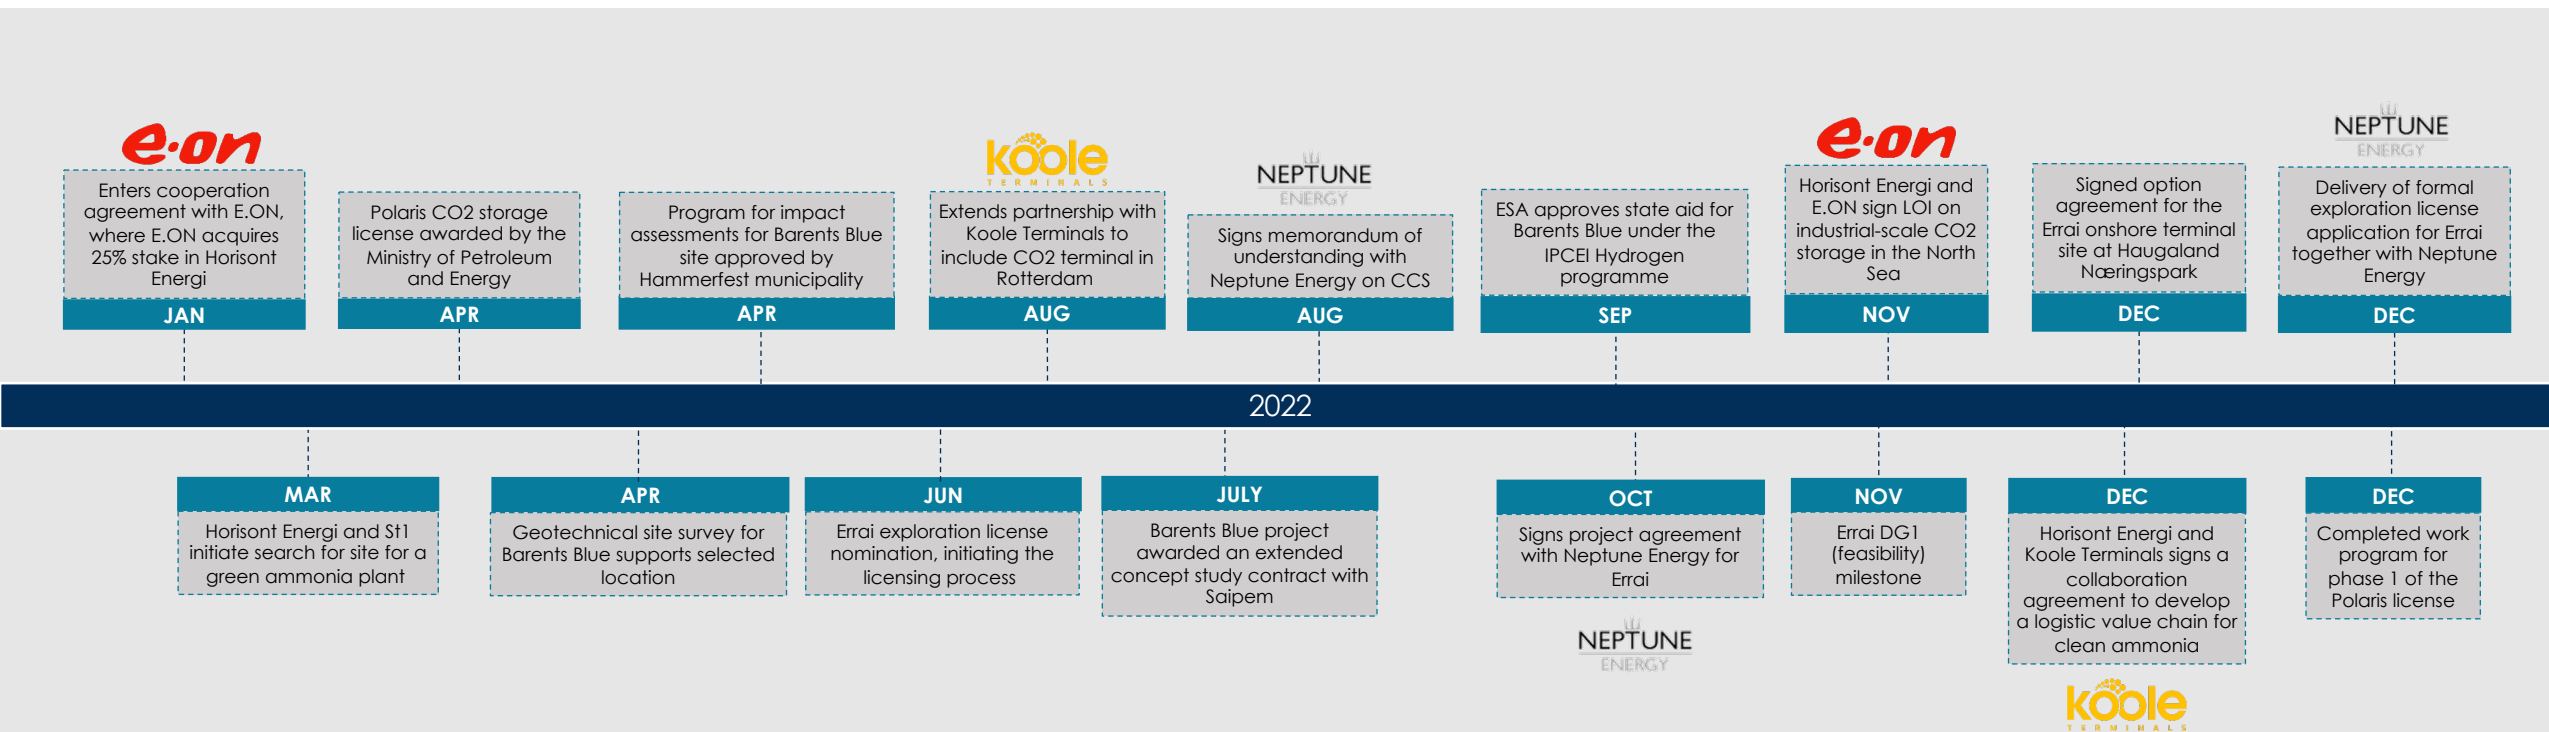 e·on
Enters cooperation
agreement with E.ON,
where E.ON acquires
25% stake in Horisont
Energi
JAN
Polaris CO2 storage
license awarded by the
Ministry of Petroleum
and Energy
APR
Program for impact
assessments for Barents Blue
site approved by
Hammerfest municipality
APR
koole
TERMINALS
Extends partnership with
Koole Terminals to
include CO2 terminal in
Rotterdam
AUG
NEPTUNE
ENERGY
Signs memorandum of
understanding with
Neptune Energy on CCS
AUG
ESA approves state aid for
Barents Blue under the
IPCEI Hydrogen
programme
SEP
e·on
Horisont Energi and
E.ON sign LOI on
industrial-scale CO2
storage in the North
Sea
NOV
Signed option
agreement for the
Errai onshore terminal
site at Haugaland
Næringspark
DEC
NEPTUNE
ENERGY
Delivery of formal
exploration license
application for Errai
together with Neptune
Energy
DEC
2022
MAR
Horisont Energi and St1
initiate search for site for a
green ammonia plant
APR
Geotechnical site survey for
Barents Blue supports selected
location
JUN
Errai exploration license
nomination, initiating the
licensing process
JULY
Barents Blue project
awarded an extended
concept study contract with
Saipem
OCT
Signs project agreement
with Neptune Energy for
Errai
NEPTUNE
ENERGY
NOV
Errai DG1
(feasibility)
milestone
DEC
Horisont Energi and
Koole Terminals signs a
collaboration
agreement to develop
a logistic value chain for
clean ammonia
koole
TERMINALS
DEC
Completed work
program for
phase 1 of the
Polaris license